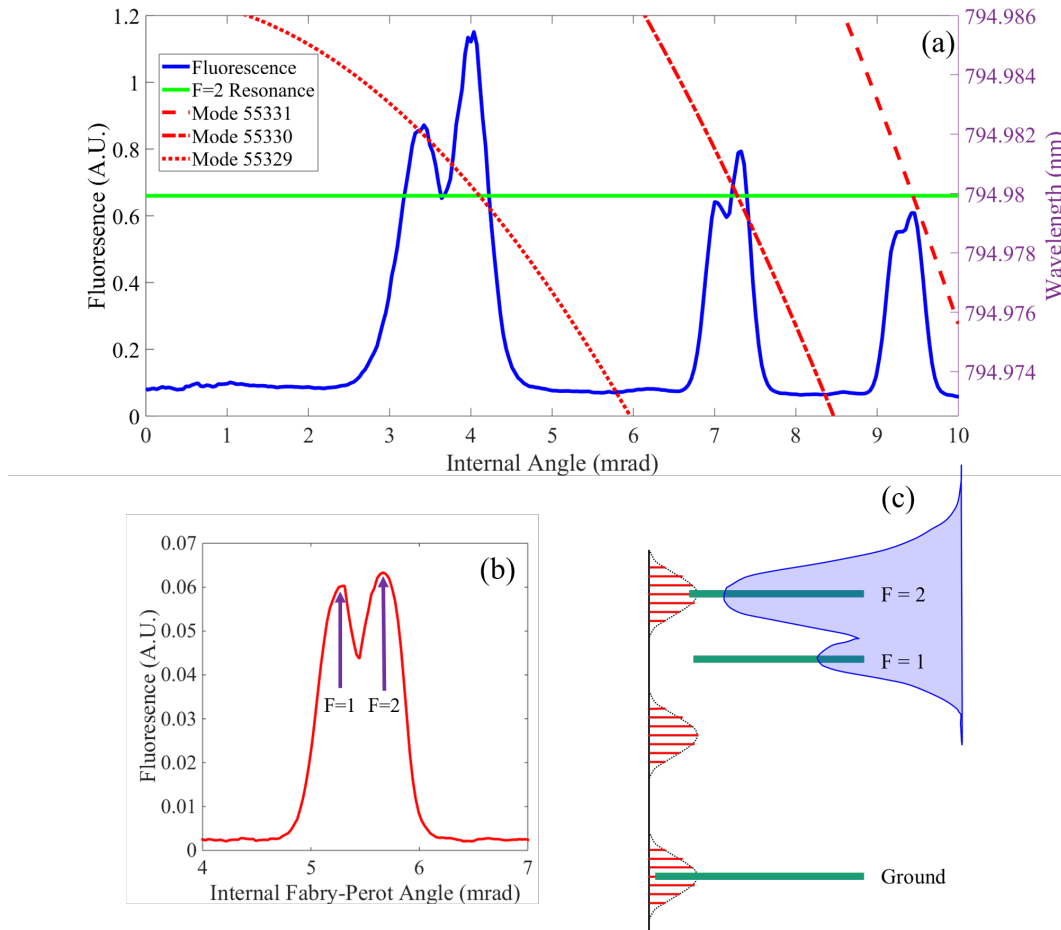 (a)
1.2
1
0.8
0.6
0.4
0.2
0
Fluoresence (A.U.)
Fluorescence
F=2 Resonance
Mode 55331
Mode 55330
Mode 55329
794.986
794.984
794.982
794.98
794.978
794.976
794.974
Wavelength (nm)
0 1 2 3 4 5 6 7 8 9 10
Internal Angle (mrad)
(b)
0.07
0.06
0.05
0.04
0.03
0.02
0.01
0
Fluoresence (A.U.)
F=1 F=2
4 5 6 7
Internal Fabry-Perot Angle (mrad)
(c)
F = 2
F = 1
Ground